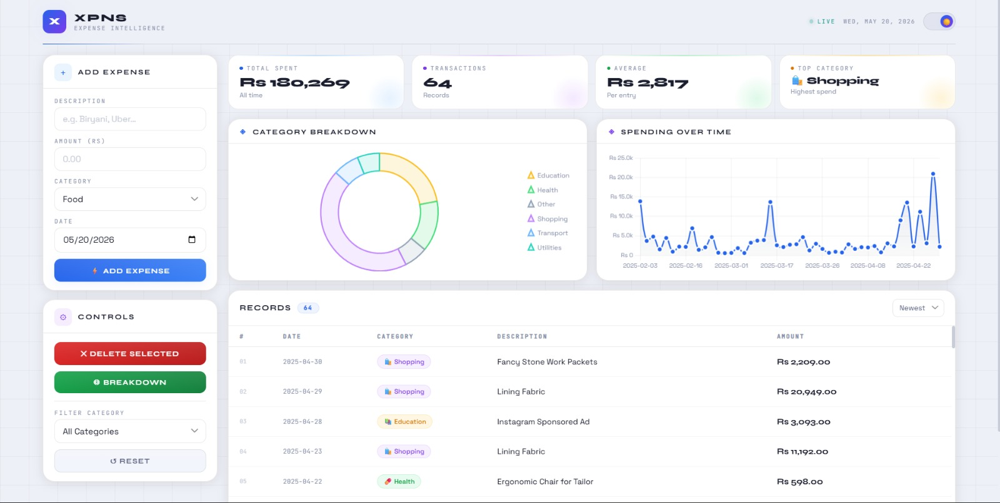 X XPNS
EXPENSE INTELLIGENCE
LIVE WED, MAY 20, 2026
+ ADD EXPENSE
DESCRIPTION
e.g. Biryani, Uber...
AMOUNT (RS)
0.00
CATEGORY
Food
DATE
05/20/2026
ADD EXPENSE
CONTROLS
DELETE SELECTED
BREAKDOWN
FILTER CATEGORY
All Categories
↺ RESET
TOTAL SPENT
Rs 180,269
All time
TRANSACTIONS
64
Records
AVERAGE
Rs 2,817
Per entry
TOP CATEGORY
Shopping
Highest spend
CATEGORY BREAKDOWN
Education
Health
Other
Shopping
Transport
Utilities
SPENDING OVER TIME
Rs 25.0k
Rs 20.0k
Rs 15.0k
Rs 10.0k
Rs 5.0k
Rs 0
2025-02-03 2025-02-16 2025-03-01 2025-03-17 2025-03-26 2025-04-08 2025-04-22
RECORDS 64
Newest
# DATE CATEGORY DESCRIPTION AMOUNT
01 2025-04-30 Shopping Fancy Stone Work Packets Rs 2,209.00
02 2025-04-29 Shopping Lining Fabric Rs 20,949.00
03 2025-04-28 Education Instagram Sponsored Ad Rs 3,093.00
04 2025-04-23 Shopping Lining Fabric Rs 11,192.00
05 2025-04-22 Health Ergonomic Chair for Tailor Rs 598.00